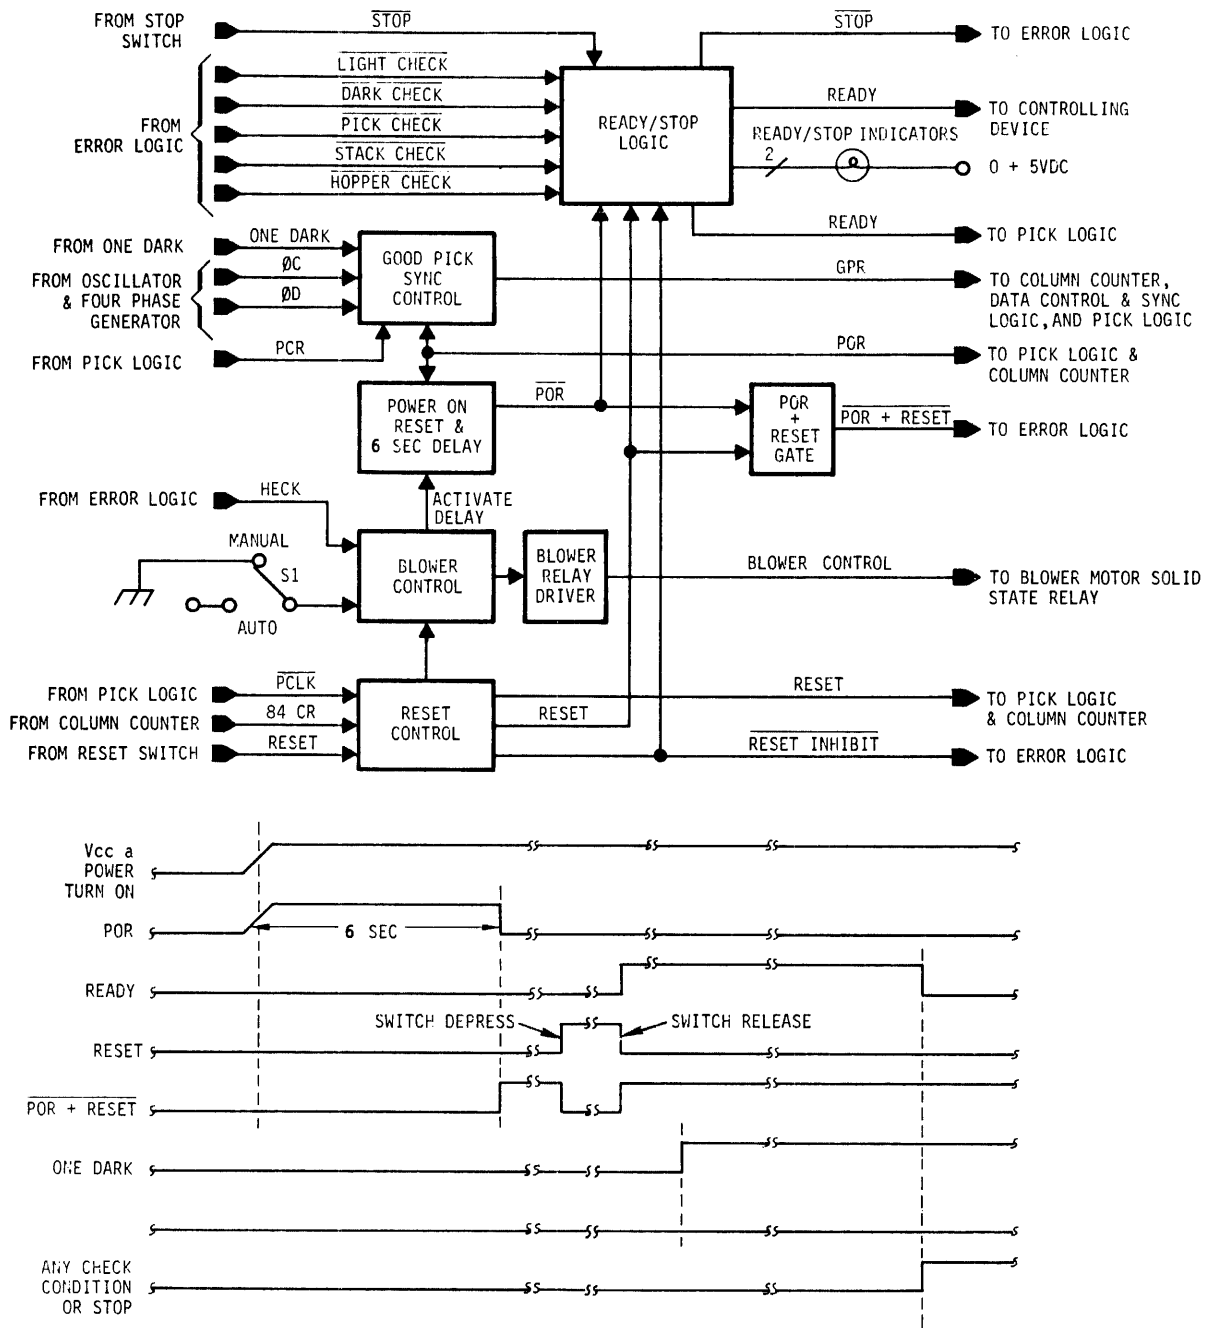 FROM STOP
SWITCH
STOP
STOP
TO ERROR LOGIC
FROM
ERROR LOGIC
LIGHT CHECK
DARK CHECK
PICK CHECK
STACK CHECK
HOPPER CHECK
READY/STOP
LOGIC
READY
TO CONTROLLING
DEVICE
READY/STOP INDICATORS
2
0 + 5VDC
READY
TO PICK LOGIC
FROM ONE DARK
ONE DARK
FROM OSCILLATOR
& FOUR PHASE
GENERATOR
ØC
ØD
GOOD PICK
SYNC
CONTROL
GPR
TO COLUMN COUNTER,
DATA CONTROL & SYNC
LOGIC, AND PICK LOGIC
FROM PICK LOGIC
PCR
POR
TO PICK LOGIC &
COLUMN COUNTER
POWER ON
RESET &
6 SEC DELAY
POR
POR
+
RESET
GATE
POR + RESET
TO ERROR LOGIC
FROM ERROR LOGIC
HECK
ACTIVATE
DELAY
MANUAL
S1
AUTO
BLOWER
CONTROL
BLOWER
RELAY
DRIVER
BLOWER CONTROL
TO BLOWER MOTOR SOLID
STATE RELAY
FROM PICK LOGIC
PCLK
FROM COLUMN COUNTER
84 CR
FROM RESET SWITCH
RESET
RESET
CONTROL
RESET
RESET
TO PICK LOGIC
& COLUMN COUNTER
RESET INHIBIT
TO ERROR LOGIC
Vcc a
POWER
TURN ON
POR
6 SEC
READY
SWITCH DEPRESS
SWITCH RELEASE
RESET
POR + RESET
ONE DARK
ANY CHECK
CONDITION
OR STOP